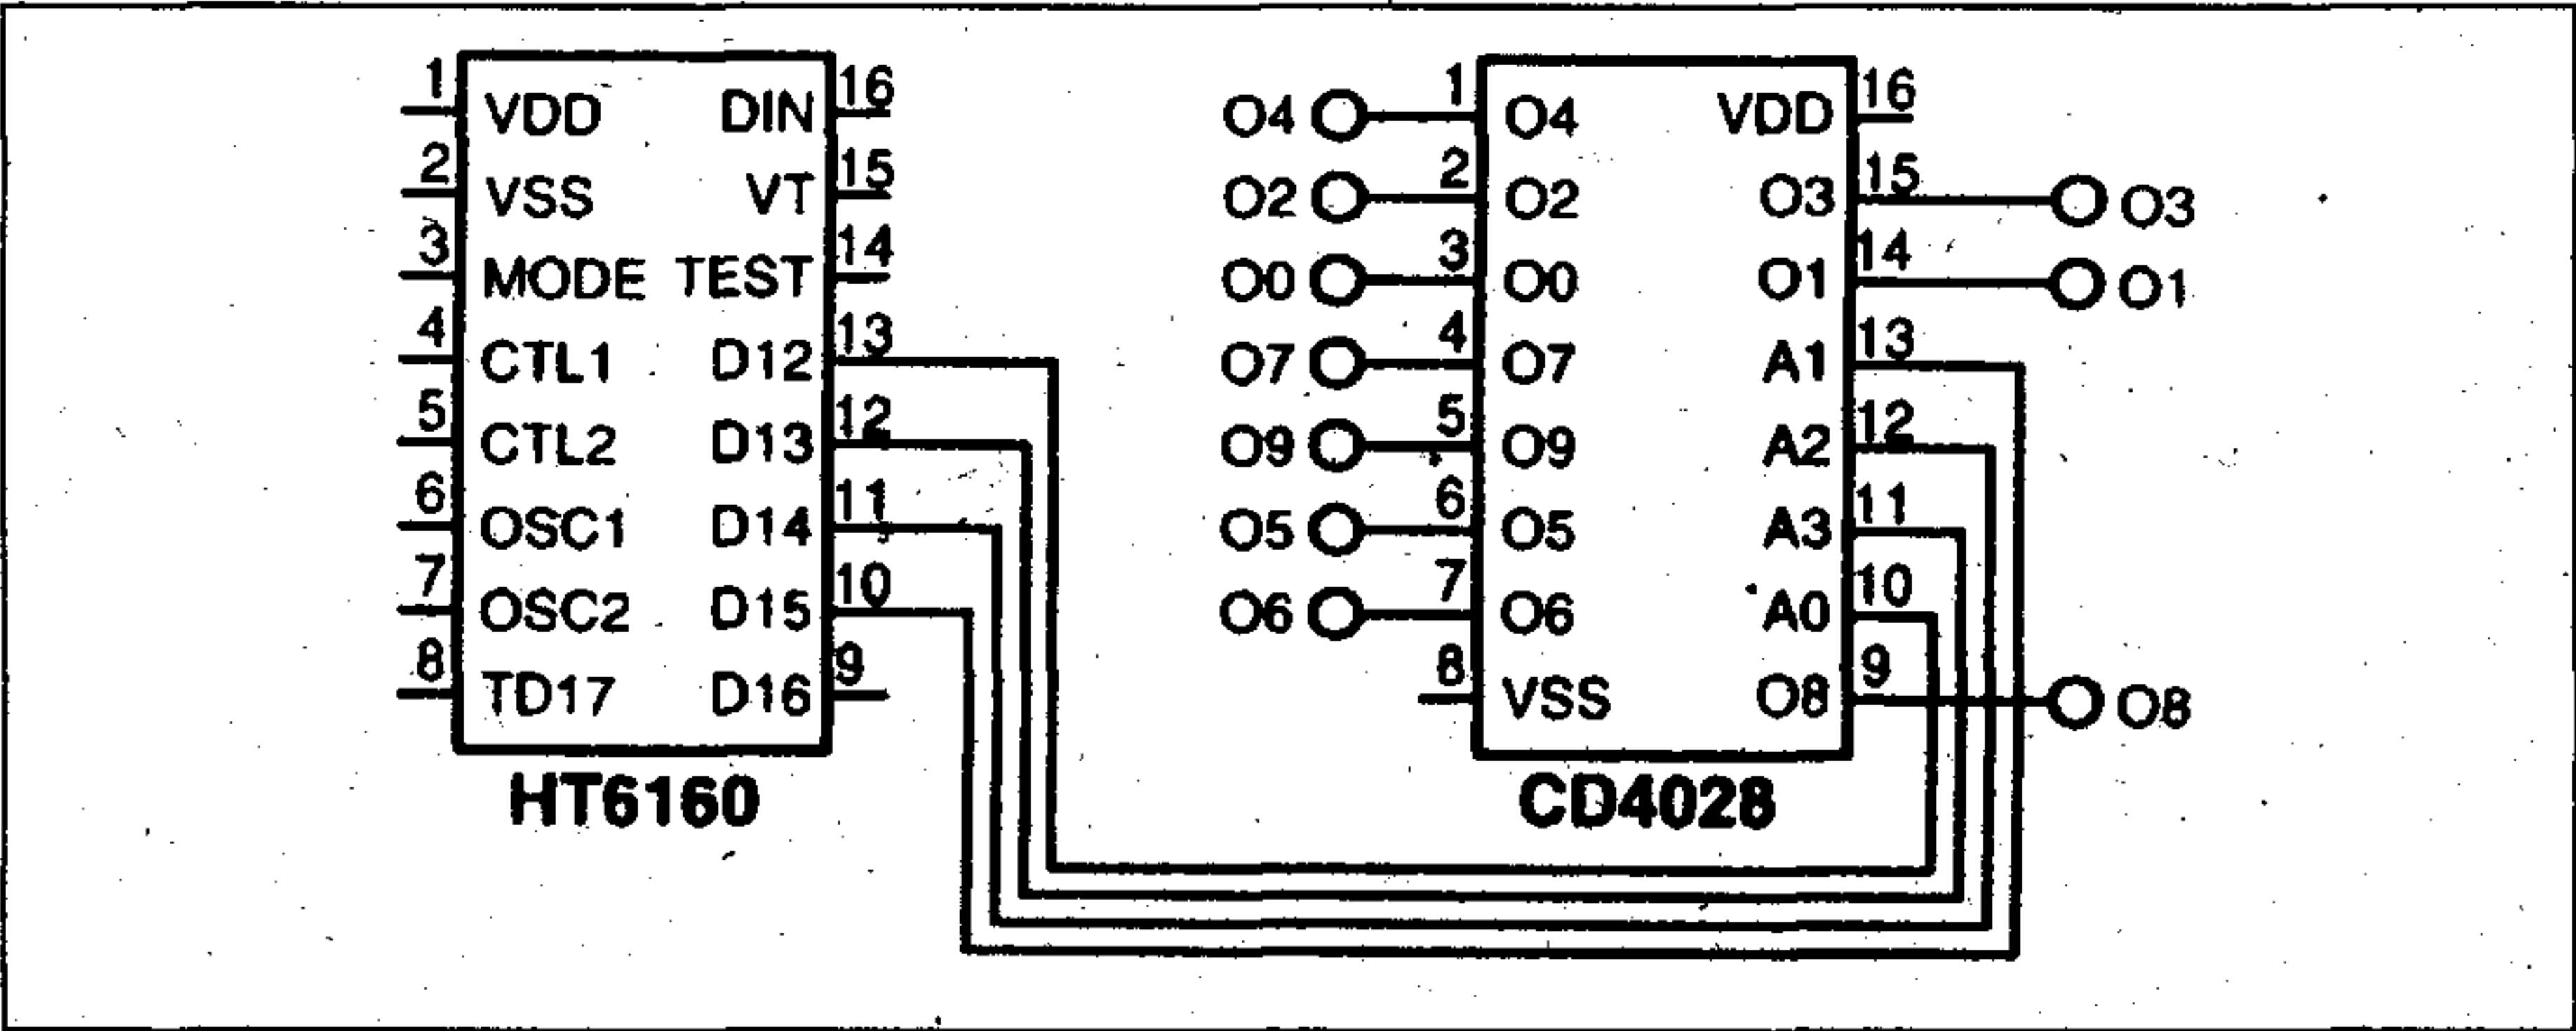 1 VDD DIN 16
2 VSS VT 15
3 MODE TEST 14
4 CTL1 D12 13
5 CTL2 D13 12
6 OSC1 D14 11
7 OSC2 D15 10
8 TD17 D16 9
HT6160
O4 1 O4 VDD 16
O2 2 O2 O3 15 O3
O0 3 O0 O1 14 O1
O7 4 O7 A1 13
O9 5 O9 A2 12
O5 6 O5 A3 11
O6 7 O6 A0 10
8 VSS O8 9 O8
CD4028